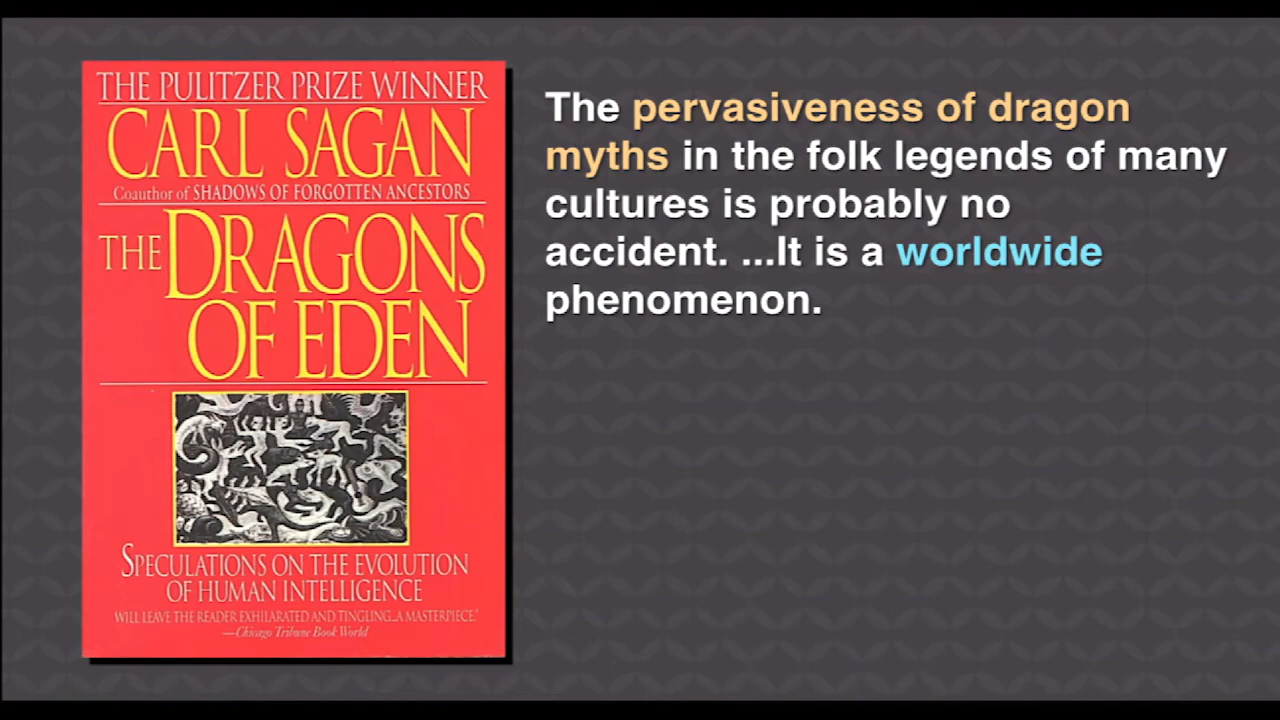 THE PULITZER PRIZE WINNER
CARL SAGAN
Coauthor of SHADOWS OF FORGOTTEN ANCESTORS
THE DRAGONS
OF EDEN
SPECULATIONS ON THE EVOLUTION
OF HUMAN INTELLIGENCE
WILL LEAVE THE READER EXHILARATED AND TINGLING...A MASTERPIECE."
—Chicago Tribune Book World
The pervasiveness of dragon
myths in the folk legends of many
cultures is probably no
accident. ...It is a worldwide
phenomenon.